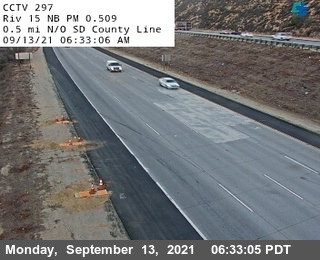 CCTV 297
Riv 15 NB PM 0.509
0.5 mi N/O SD County Line
09/13/21 06:33:06 AM
Monday, September 13, 2021 06:33:05 PDT